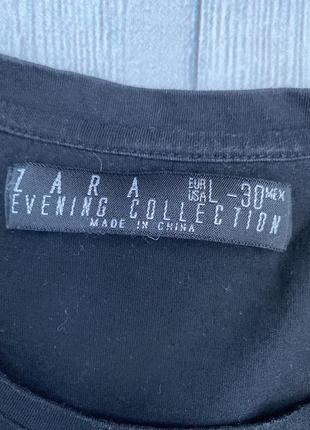 ZARA EUR USA L-30 MEX
EVENING COLLECTION
MADE IN CHINA